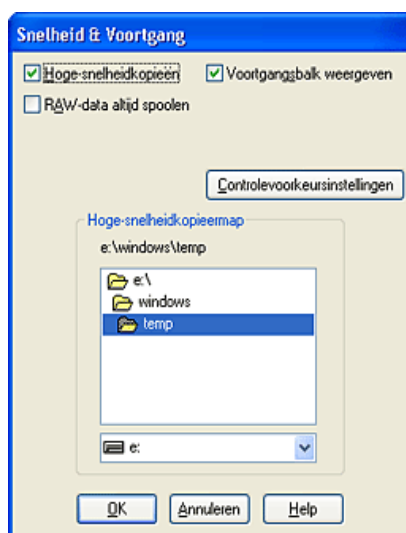 Snelheid & Voortgang
Hoge-snelheidkopieën
Voortgangsbalk weergeven
RAW-data altijd spoolen
Controlevoorkeursinstellingen
Hoge-snelheidkopieermap
e:\windows\temp
e:\
windows
temp
e:
OK
Annuleren
Help